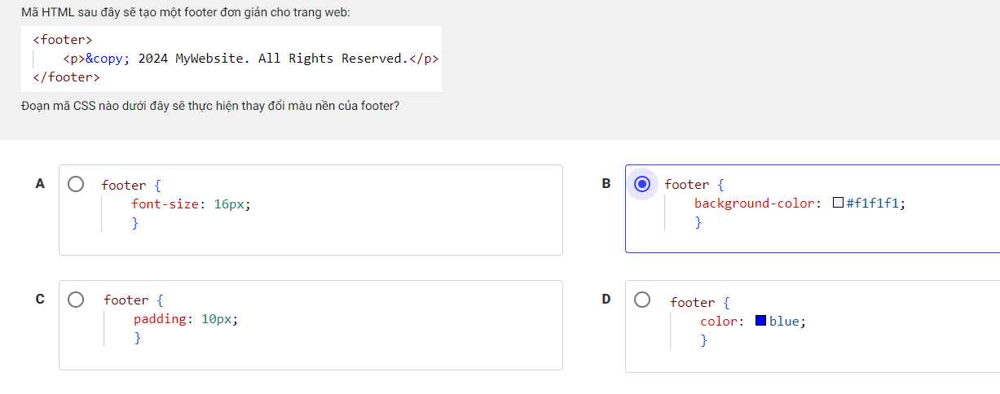 Mã HTML sau đây sẽ tạo một footer đơn giản cho trang web:
<footer>
<p>&copy; 2024 MyWebsite. All Rights Reserved.</p>
</footer>
Đoạn mã CSS nào dưới đây sẽ thực hiện thay đổi màu nền của footer?
A
footer {
font-size: 16px;
}
B
footer {
background-color: #f1f1f1;
}
C
footer {
padding: 10px;
}
D
footer {
color: blue;
}